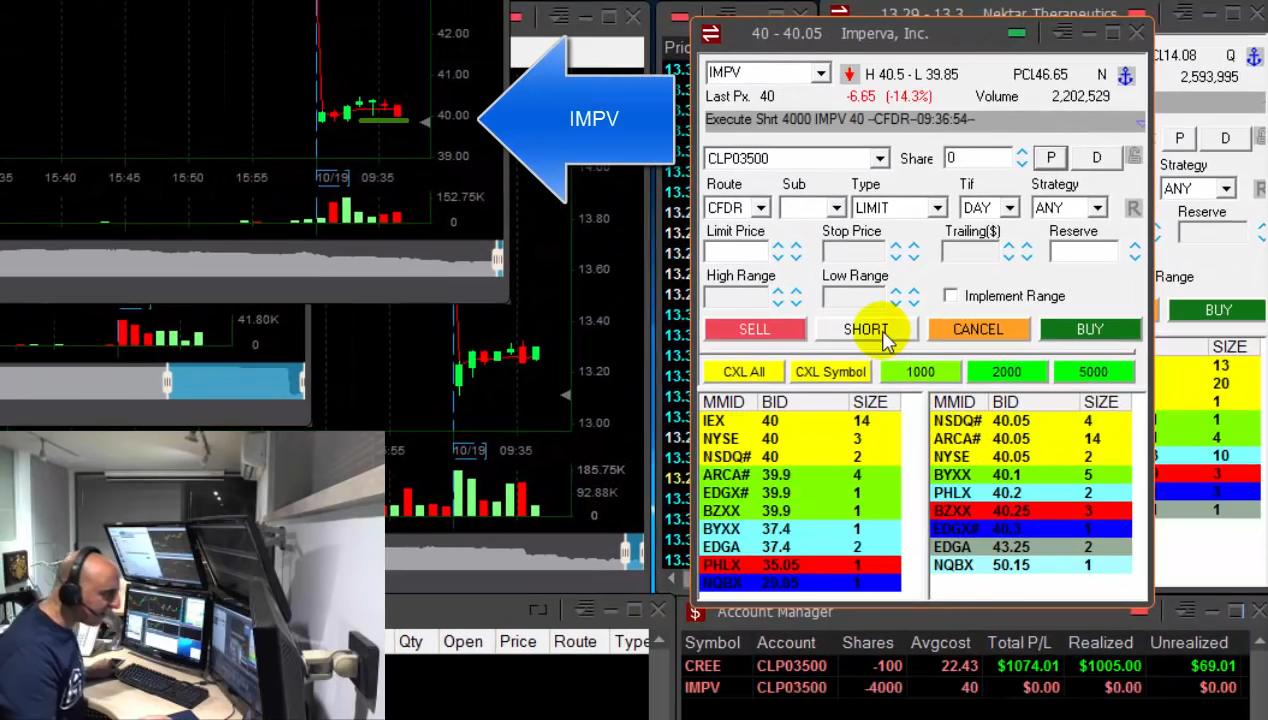 42.00
41.00
40.00
39.00
35
15:40
15:45
15:50
15:55
10/19
09:35
152.75K
0
IMPV
41.80K
0
13.80
13.60
13.40
13.20
13.00
:55
10/19
09:35
185.75K
92.88K
0
13.29 - 13.3 Nektar Therapeutics
40 - 40.05 Imperva, Inc.
IMPV
H 40.5 - L 39.85
PCL46.65
N
Last Px. 40
-6.65 (-14.3%)
Volume
2,202,529
Execute Shrt 4000 IMPV 40 --CFDR--09:36:54--
CLP03500
Share
0
P
D
Route
Sub
Type
Tif
Strategy
CFDR
LIMIT
DAY
ANY
R
Limit Price
Stop Price
Trailing($)
Reserve
High Range
Low Range
Implement Range
SELL
SHORT
CANCEL
BUY
CXL All
CXL Symbol
1000
2000
5000
MMID BID SIZE
IEX 40 14
NYSE 40 3
NSDQ# 40 2
ARCA# 39.9 4
EDGX# 39.9 1
BZXX 39.9 1
BYXX 37.4 1
EDGA 37.4 2
PHLX 35.05 1
NQBX 29.85 1
MMID BID SIZE
NSDQ# 40.05 4
ARCA# 40.05 14
NYSE 40.05 2
BYXX 40.1 5
PHLX 40.2 2
BZXX 40.25 3
EDGX# 40.3 1
EDGA 43.25 2
NQBX 50.15 1
CL14.08
Q
2,593,995
P
D
Strategy
ANY
R
Reserve
Range
BUY
SIZE
13
20
1
4
10
3
3
1
Qty Open Price Route Type
Account Manager
Symbol Account Shares Avgcost Total P/L Realized Unrealized
CREE CLP03500 -100 22.43 $1074.01 $1005.00 $69.01
IMPV CLP03500 -4000 40 $0.00 $0.00 $0.00